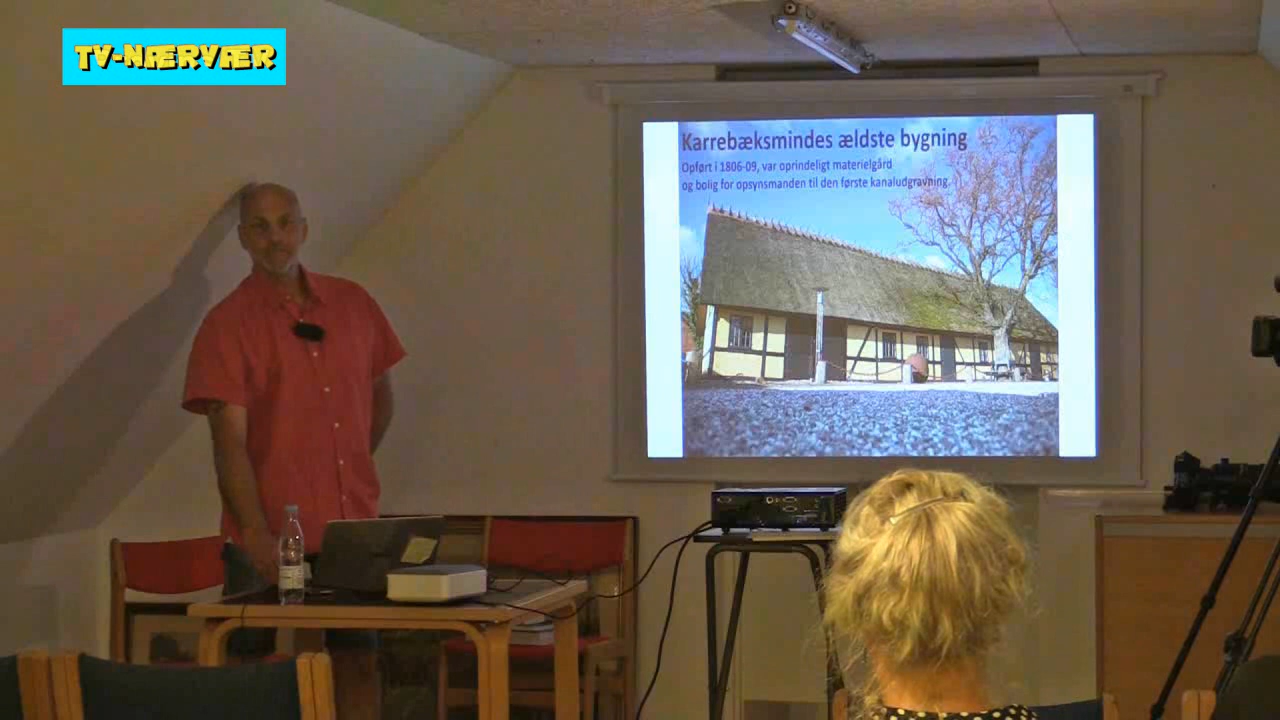 TV-NÆRVÆR
Karrebæksmindes ældste bygning
Opført i 1806-09, var oprindeligt materielgård
og bolig for opsynsmanden til den første kanaludgravning.